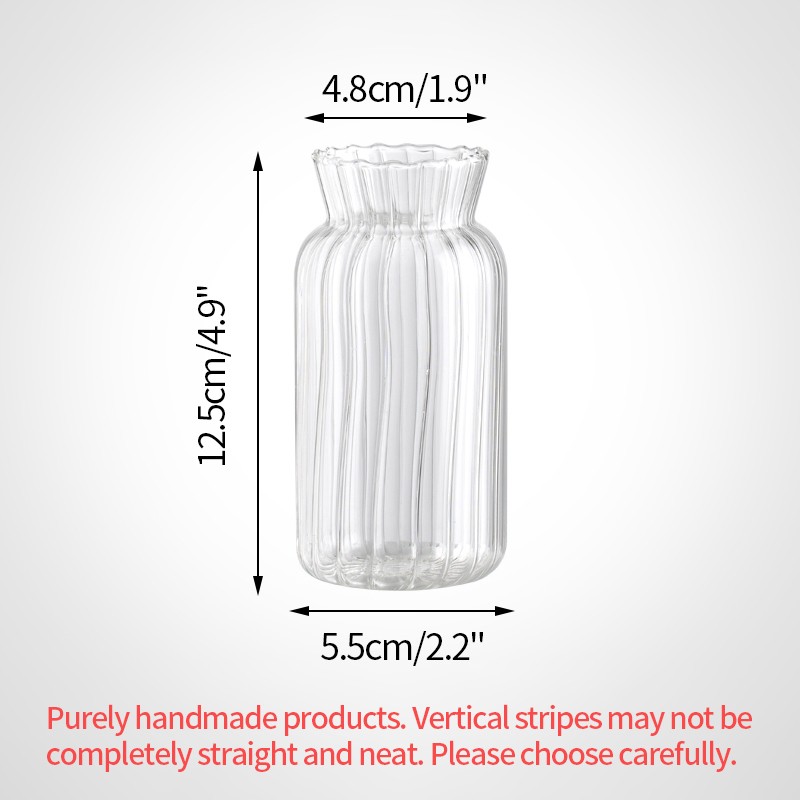 4.8cm/1.9"
12.5cm/4.9"
5.5cm/2.2"
Purely handmade products. Vertical stripes may not be
completely straight and neat. Please choose carefully.